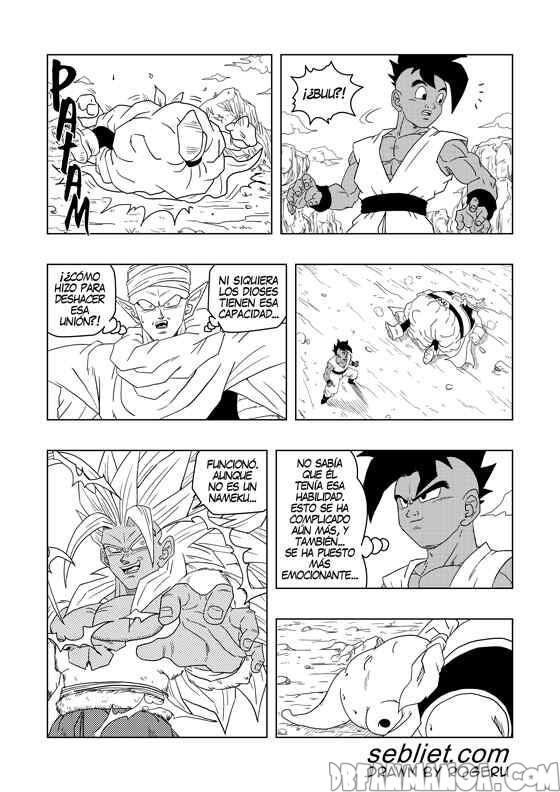 PATAM
¡¿BUU?!
¡¿CÓMO
HIZO PARA
DESHACER
ESA
UNIÓN?!
NI SIQUIERA
LOS DIOSES
TIENEN ESA
CAPACIDAD...
FUNCIONÓ.
AUNQUE
NO ES UN
NAMEKU...
NO SABÍA
QUE ÉL
TENÍA ESA
HABILIDAD.
ESTO SE HA
COMPLICADO
AÚN MÁS, Y
TAMBIÉN...
SE HA PUESTO
MÁS
EMOCIONANTE...
sebliet.com
DRAWN BY ROGERU
DBFANMANGA.COM